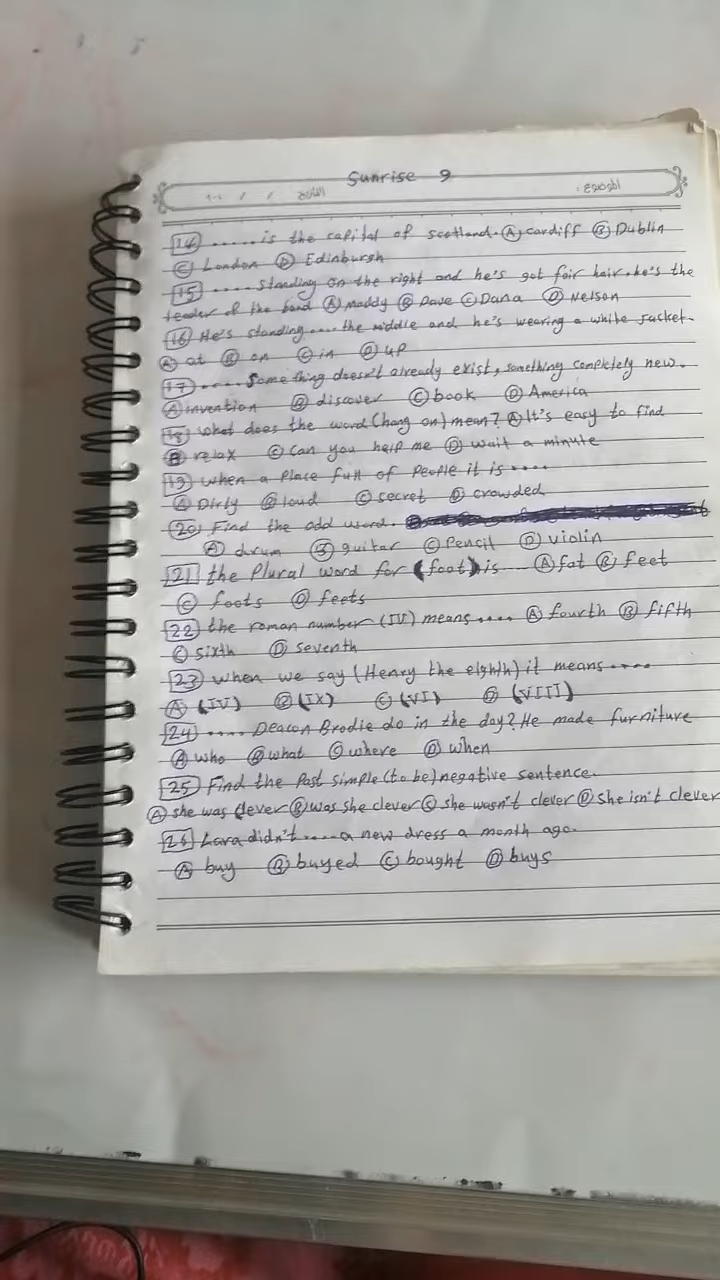 Sunrise 9
الموضوع : التاريخ / / ٢٠٠
14 ...... is the capital of scotland. Ⓐ cardiff Ⓑ Dublin
Ⓒ London Ⓓ Edinburgh
15 ..... standing on the right and he's got fair hair. he's the
leader of the band Ⓐ maddy Ⓑ Dave Ⓒ Dana Ⓓ Nelson
16 He's standing .... the middle and he's wearing a white jacket.
Ⓐ at Ⓑ on Ⓒ in Ⓓ up
17 ..... Something doesn't already exist, something completely new.
Ⓐ invention Ⓑ discover Ⓒ book Ⓓ America
18 what does the word (hang on) mean? Ⓐ It's easy to find
Ⓑ relax Ⓒ can you help me Ⓓ wait a minute
19 when a place full of people it is ....
Ⓐ Dirty Ⓑ loud Ⓒ secret Ⓓ crowded
20 Find the odd word.
Ⓐ drum Ⓑ guitar Ⓒ Pencil Ⓓ violin
21 the plural word for (foot) is ... Ⓐ fat Ⓑ feet
Ⓒ foots Ⓓ feets
22 the roman number (IV) means .... Ⓐ fourth Ⓑ fifth
Ⓒ sixth Ⓓ seventh
23 when we say (Henry the eighth) it means ....
Ⓐ (IV) Ⓑ (IX) Ⓒ (VI) Ⓓ (VIII)
24 .... Deacon Brodie do in the day? He made furniture
Ⓐ who Ⓑ what Ⓒ where Ⓓ when
25 Find the Past simple (to be) negative sentence.
Ⓐ she was clever Ⓑ was she clever Ⓒ she wasn't clever Ⓓ she isn't clever
26 Lara didn't .... a new dress a month ago.
Ⓐ buy Ⓑ buyed Ⓒ bought Ⓓ buys